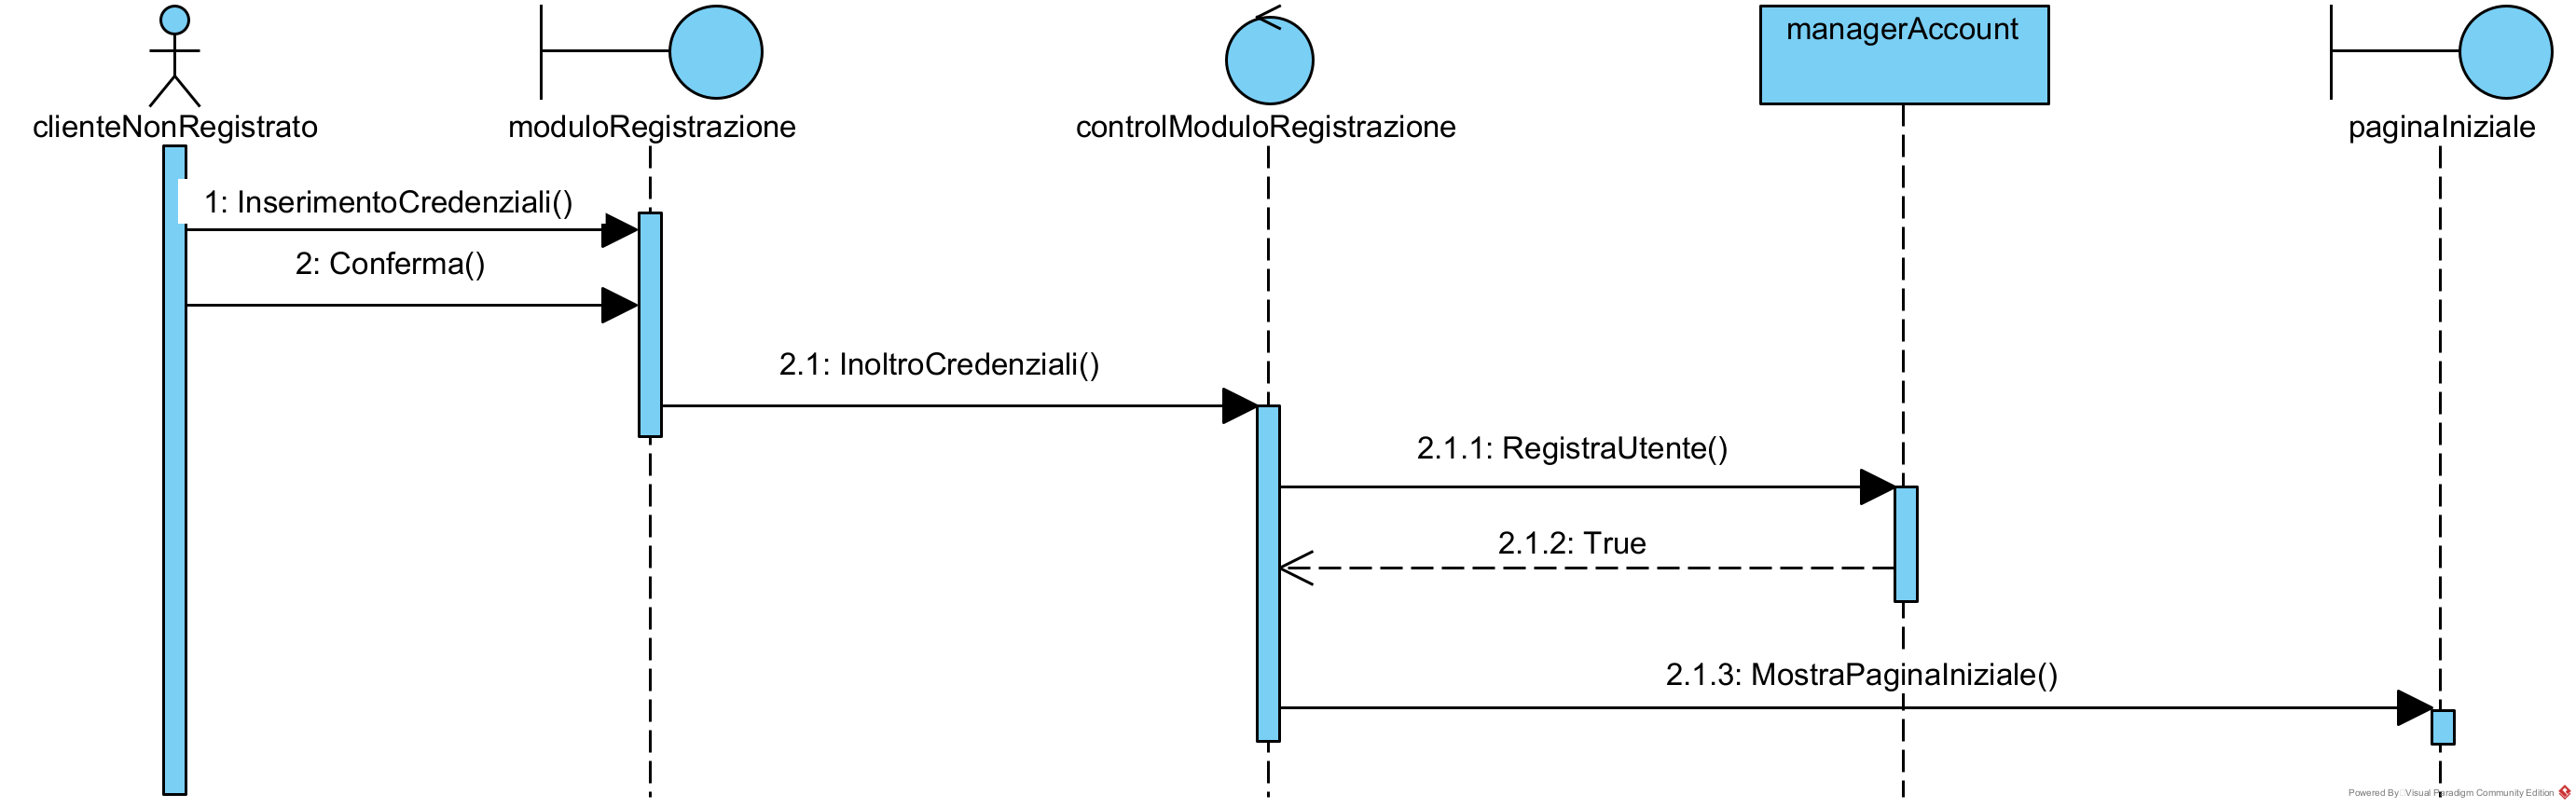 managerAccount
clienteNonRegistrato
moduloRegistrazione
controlModuloRegistrazione
paginaIniziale
1: InserimentoCredenziali()
2: Conferma()
2.1: InoltroCredenziali()
2.1.1: RegistraUtente()
2.1.2: True
2.1.3: MostraPaginaIniziale()
Powered By Visual Paradigm Community Edition